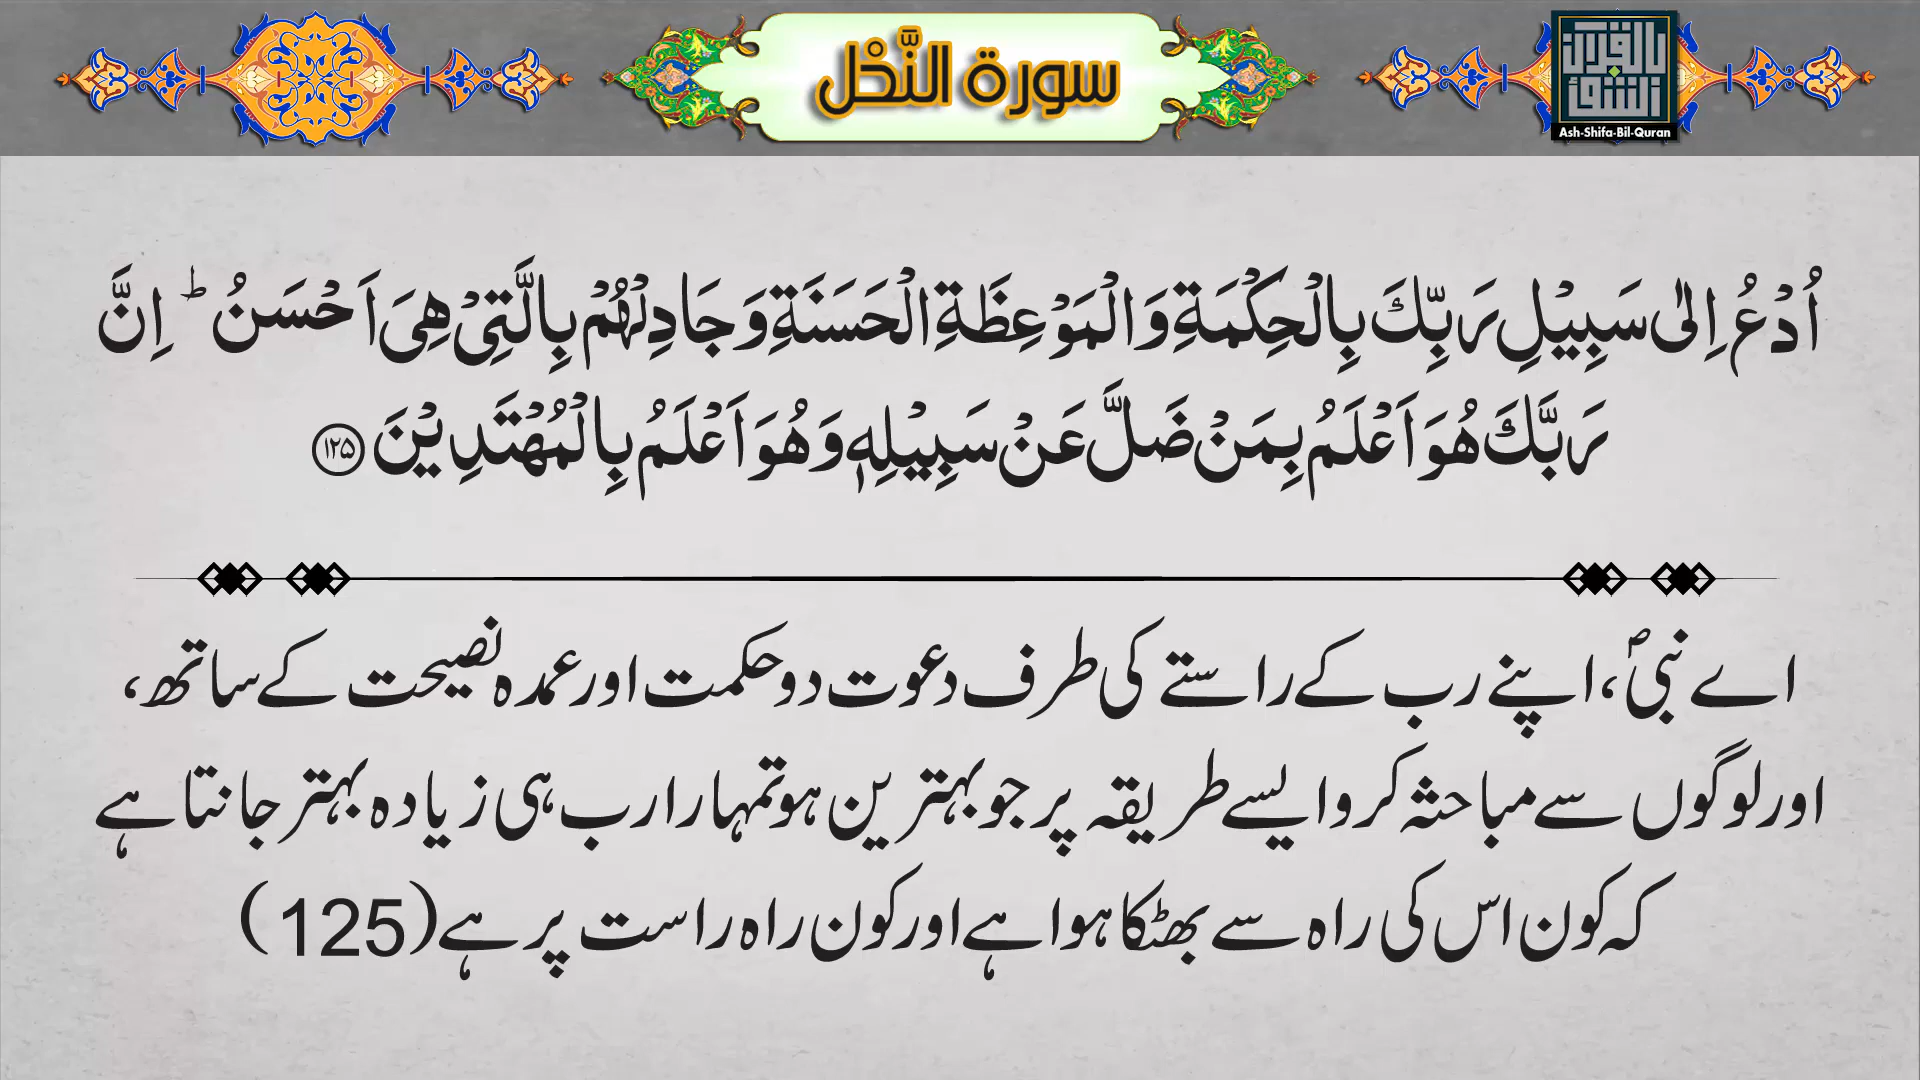 سورة النَّحْل
بالقرآن
الشفاء
Ash-Shifa-Bil-Quran
اُدْعُ اِلٰى سَبِيْلِ رَبِّكَ بِالْحِكْمَةِ وَالْمَوْعِظَةِ الْحَسَنَةِ وَجَادِلْهُمْ بِالَّتِيْ هِيَ اَحْسَنُ ؕ اِنَّ
رَبَّكَ هُوَ اَعْلَمُ بِمَنْ ضَلَّ عَنْ سَبِيْلِهٖ وَهُوَ اَعْلَمُ بِالْمُهْتَدِيْنَ ۝۱۲۵
اے نبیؐ، اپنے رب کے راستے کی طرف دعوت دو حکمت اور عمدہ نصیحت کے ساتھ،
اور لوگوں سے مباحثہ کرو ایسے طریقہ پر جو بہترین ہو تمہارا رب ہی زیادہ بہتر جانتا ہے
کہ کون اس کی راہ سے بھٹکا ہوا ہے اور کون راہ راست پر ہے (125)